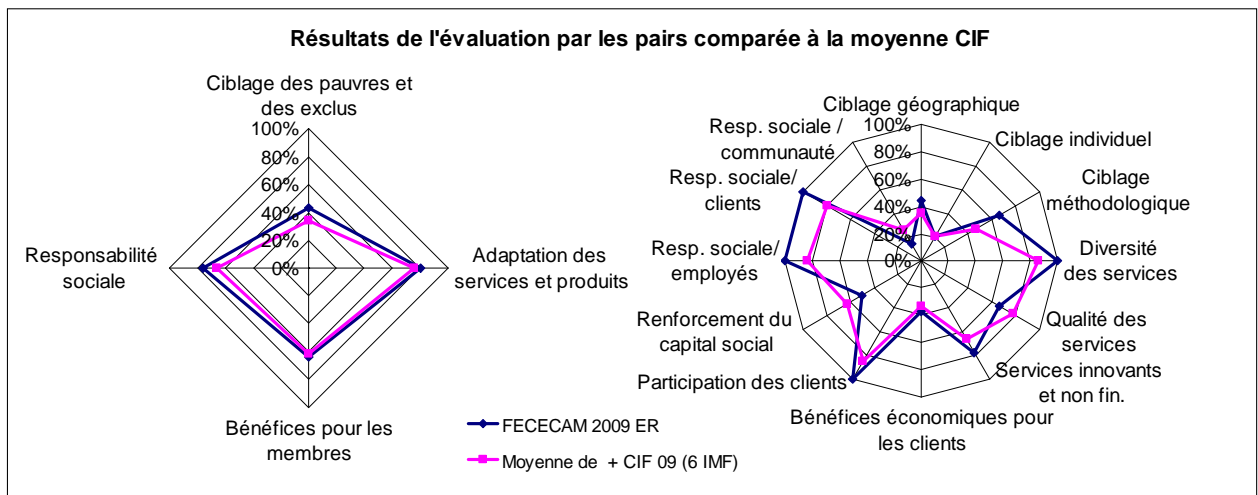 Résultats de l'évaluation par les pairs comparée à la moyenne CIF
Ciblage des pauvres et
des exclus
100%
80%
60%
40%
20%
0%
Responsabilité
sociale
Adaptation des
services et produits
Bénéfices pour les
membres
Ciblage géographique
100%
80%
60%
40%
20%
0%
Ciblage individuel
Ciblage
méthodologique
Diversité
des services
Qualité des
services
Services innovants
et non fin.
Bénéfices économiques pour
les clients
Participation des clients
Renforcement du
capital social
Resp. sociale/
employés
Resp. sociale/
clients
Resp. sociale /
communauté
FECECAM 2009 ER
Moyenne de + CIF 09 (6 IMF)